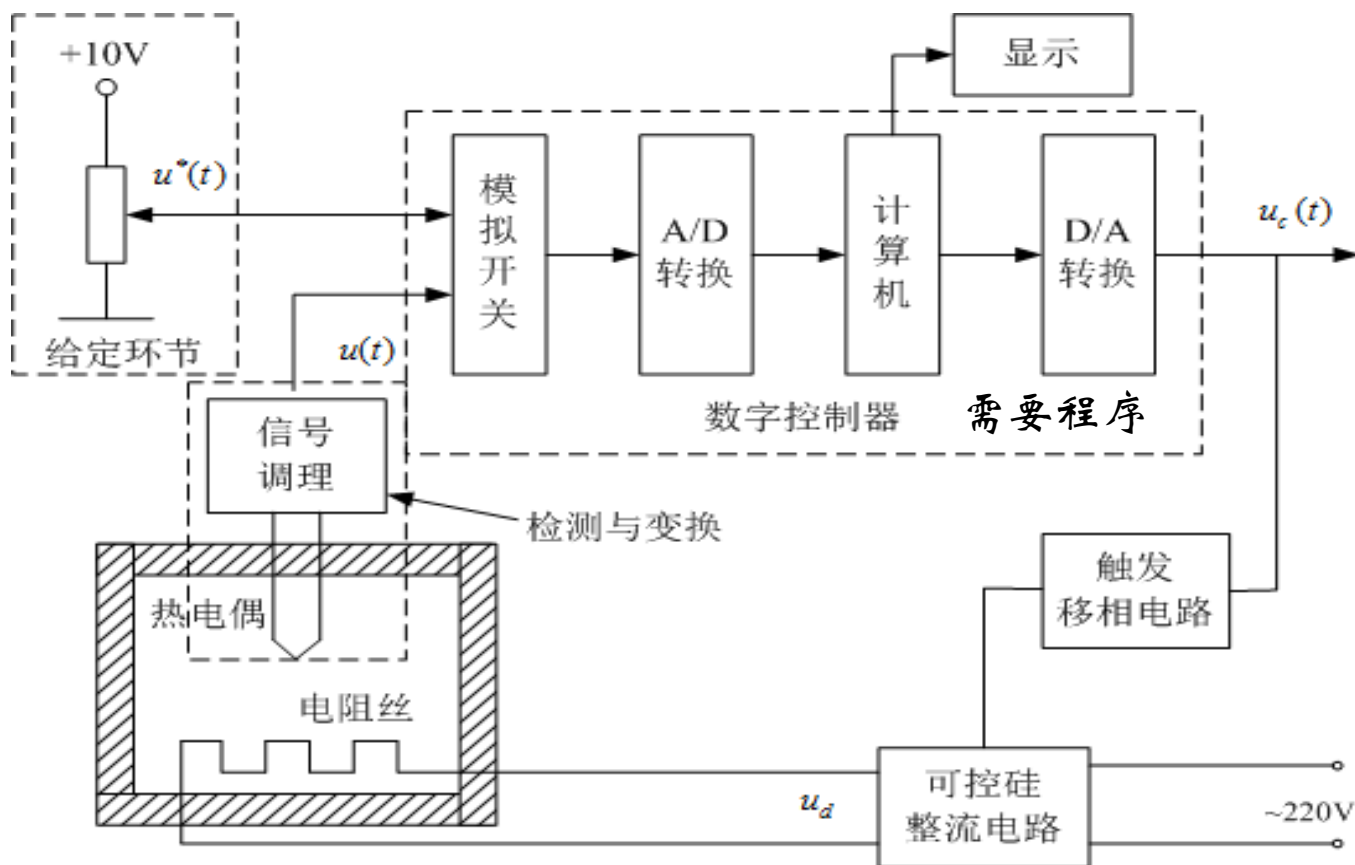 +10V
u*(t)
给定环节
u(t)
信号
调理
检测与变换
热电偶
电阻丝
模
拟
开
关
A/D
转换
计
算
机
D/A
转换
显示
数字控制器
需要程序
u_c(t)
触发
移相电路
可控硅
整流电路
u_d
~220V